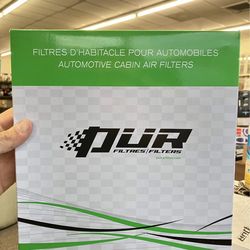 FILTRES D'HABITACLE POUR AUTOMOBILES
AUTOMOTIVE CABIN AIR FILTERS
PUR
FILTRES|FILTERS